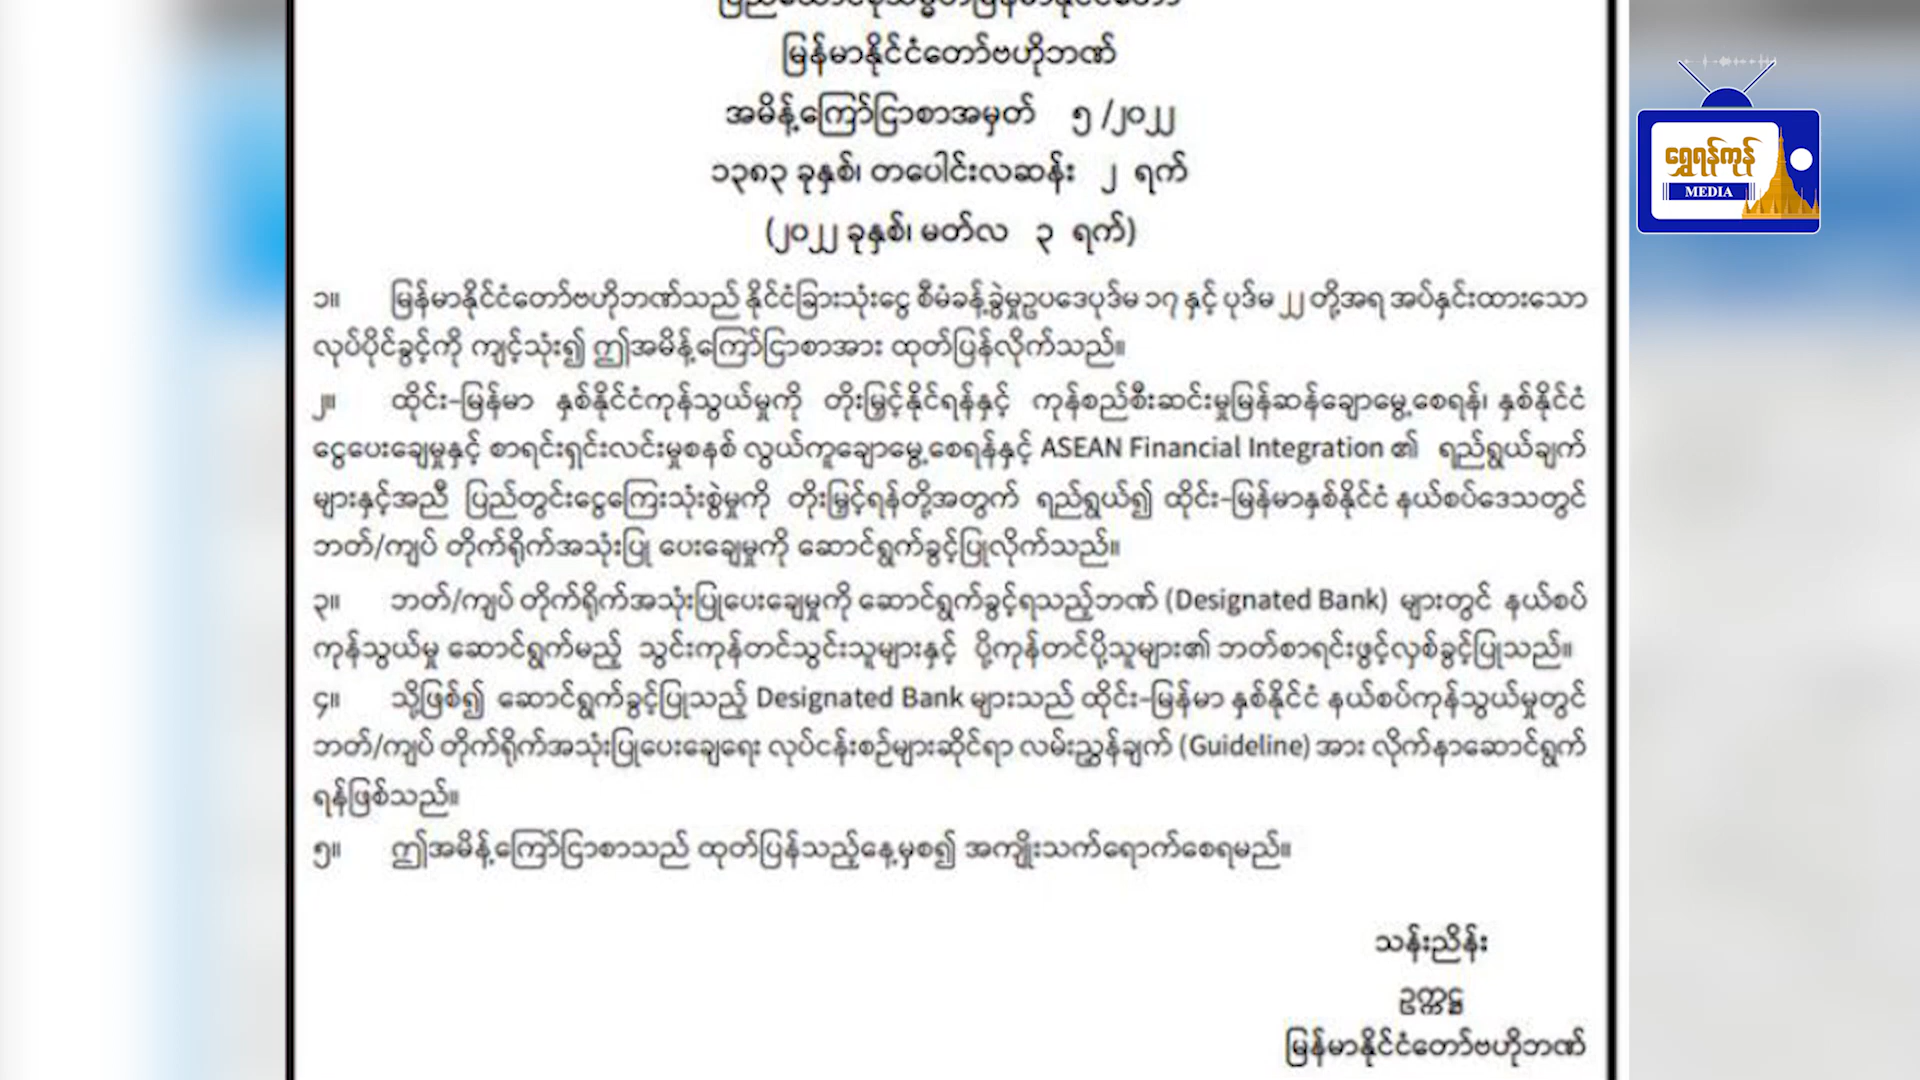 ပြည်ထောင်စုသမ္မတမြန်မာနိုင်ငံတော်
မြန်မာနိုင်ငံတော်ဗဟိုဘဏ်
အမိန့်ကြော်ငြာစာအမှတ် ၅ /၂၀၂၂
၁၃၈၃ ခုနှစ်၊ တပေါင်းလဆန်း ၂ ရက်
(၂၀၂၂ ခုနှစ်၊ မတ်လ ၃ ရက်)
ရွှေရန်ကုန်
MEDIA
၁။ မြန်မာနိုင်ငံတော်ဗဟိုဘဏ်သည် နိုင်ငံခြားသုံးငွေ စီမံခန့်ခွဲမှုဥပဒေပုဒ်မ ၁၇ နှင့် ပုဒ်မ ၂၂ တို့အရ အပ်နှင်းထားသော
လုပ်ပိုင်ခွင့်ကို ကျင့်သုံး၍ ဤအမိန့်ကြော်ငြာစာအား ထုတ်ပြန်လိုက်သည်။
၂။ ထိုင်း-မြန်မာ နှစ်နိုင်ငံကုန်သွယ်မှုကို တိုးမြှင့်နိုင်ရန်နှင့် ကုန်စည်စီးဆင်းမှုမြန်ဆန်ချောမွေ့စေရန်၊ နှစ်နိုင်ငံ
ငွေပေးချေမှုနှင့် စာရင်းရှင်းလင်းမှုစနစ် လွယ်ကူချောမွေ့စေရန်နှင့် ASEAN Financial Integration ၏ ရည်ရွယ်ချက်
များနှင့်အညီ ပြည်တွင်းငွေကြေးသုံးစွဲမှုကို တိုးမြှင့်ရန်တို့အတွက် ရည်ရွယ်၍ ထိုင်း-မြန်မာနှစ်နိုင်ငံ နယ်စပ်ဒေသတွင်
ဘတ်/ကျပ် တိုက်ရိုက်အသုံးပြု ပေးချေမှုကို ဆောင်ရွက်ခွင့်ပြုလိုက်သည်။
၃။ ဘတ်/ကျပ် တိုက်ရိုက်အသုံးပြုပေးချေမှုကို ဆောင်ရွက်ခွင့်ရသည့်ဘဏ် (Designated Bank) များတွင် နယ်စပ်
ကုန်သွယ်မှု ဆောင်ရွက်မည့် သွင်းကုန်တင်သွင်းသူများနှင့် ပို့ကုန်တင်ပို့သူများ၏ ဘတ်စာရင်းဖွင့်လှစ်ခွင့်ပြုသည်။
၄။ သို့ဖြစ်၍ ဆောင်ရွက်ခွင့်ပြုသည့် Designated Bank များသည် ထိုင်း-မြန်မာ နှစ်နိုင်ငံ နယ်စပ်ကုန်သွယ်မှုတွင်
ဘတ်/ကျပ် တိုက်ရိုက်အသုံးပြုပေးချေရေး လုပ်ငန်းစဉ်များဆိုင်ရာ လမ်းညွှန်ချက် (Guideline) အား လိုက်နာဆောင်ရွက်
ရန်ဖြစ်သည်။
၅။ ဤအမိန့်ကြော်ငြာစာသည် ထုတ်ပြန်သည့်နေ့မှစ၍ အကျိုးသက်ရောက်စေရမည်။
သန်းညိန်း
ဥက္ကဋ္ဌ
မြန်မာနိုင်ငံတော်ဗဟိုဘဏ်